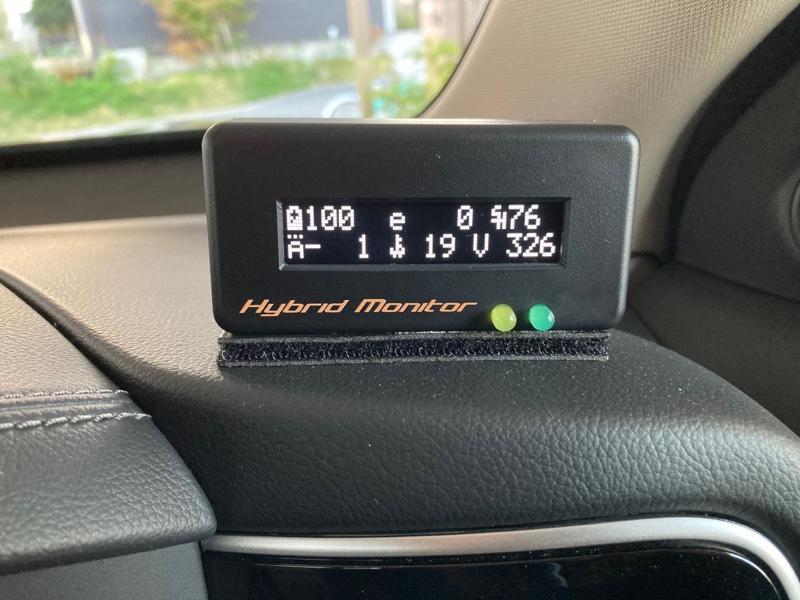 100 e 0 76
A- 1 19 V 326
Hybrid Monitor